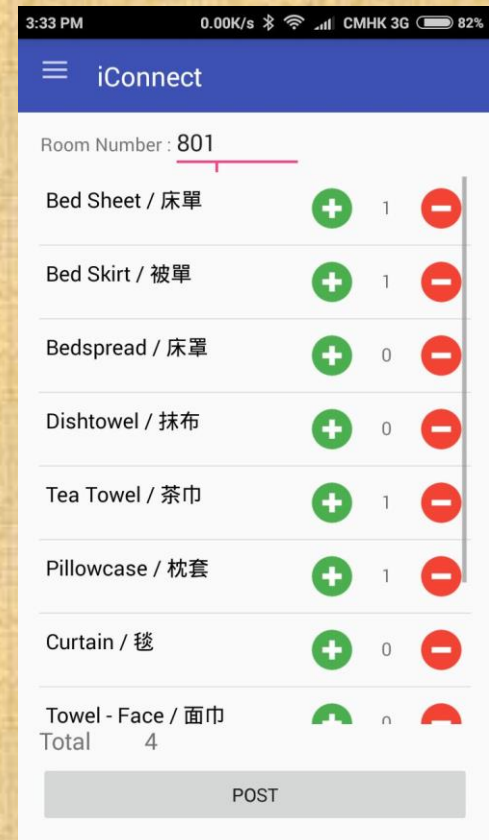 3:33 PM 0.00K/s CMHK 3G 82%
iConnect
Room Number : 801
Bed Sheet / 床單 1
Bed Skirt / 被單 1
Bedspread / 床罩 0
Dishtowel / 抹布 0
Tea Towel / 茶巾 1
Pillowcase / 枕套 1
Curtain / 毯 0
Towel - Face / 面巾 0
Total 4
POST